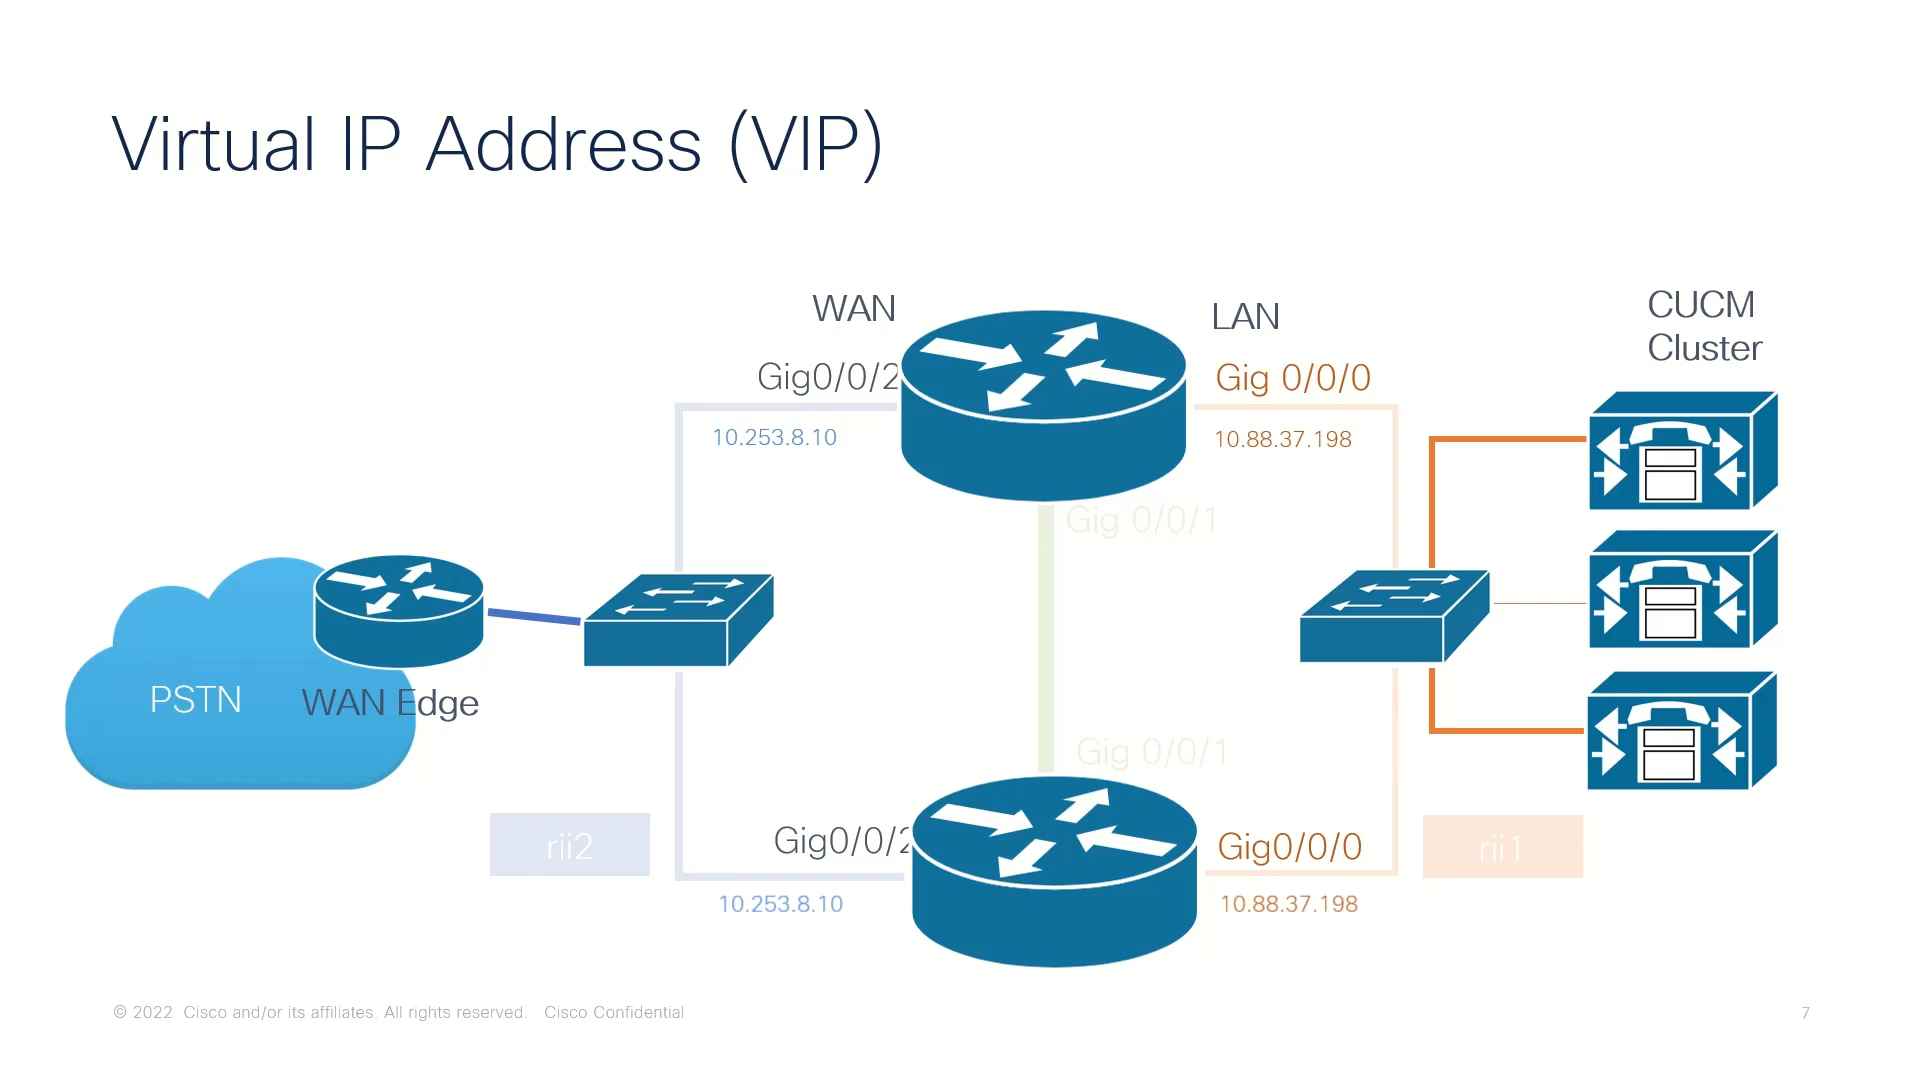 Virtual IP Address (VIP)
WAN
LAN
CUCM
Cluster
Gig0/0/2
Gig 0/0/0
10.253.8.10
10.88.37.198
Gig 0/0/1
PSTN
WAN Edge
Gig 0/0/1
rii2
Gig0/0/2
Gig0/0/0
rii1
10.253.8.10
10.88.37.198
© 2022 Cisco and/or its affiliates. All rights reserved. Cisco Confidential
7